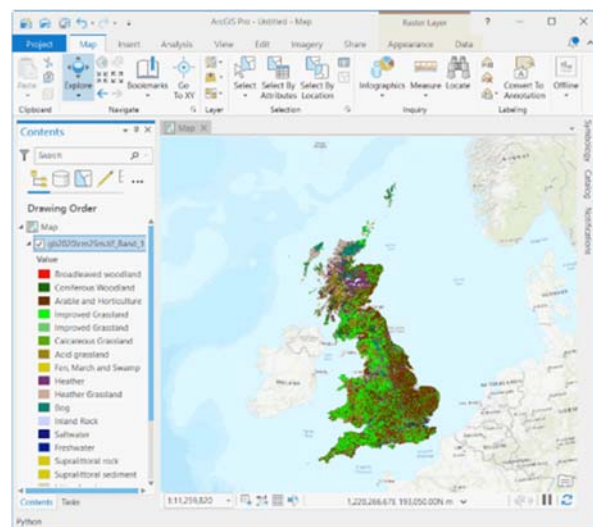 ArcGIS Pro - Untitled - Map
Raster Layer
?
Project Map Insert Analysis View Edit Imagery Share Appearance Data
Paste
Explore
Bookmarks
Go To XY
Select
Select By Attributes
Select By Location
Infographics
Measure
Locate
Convert To Annotation
Offline
Clipboard
Navigate
Layer
Selection
Inquiry
Labeling
Contents
Map
Search
Drawing Order
Map
Value
Broadleaved woodland
Coniferous Woodland
Arable and Horticulture
Improved Grassland
Improved Grassland
Calcareous Grassland
Acid grassland
Fen, March and Swamp
Heather
Heather Grassland
Bog
Inland Rock
Saltwater
Freshwater
Supralittoral rock
Supralittoral sediment
Symbology
Catalog
Notifications
Contents Tasks
1:11,259,820
Python